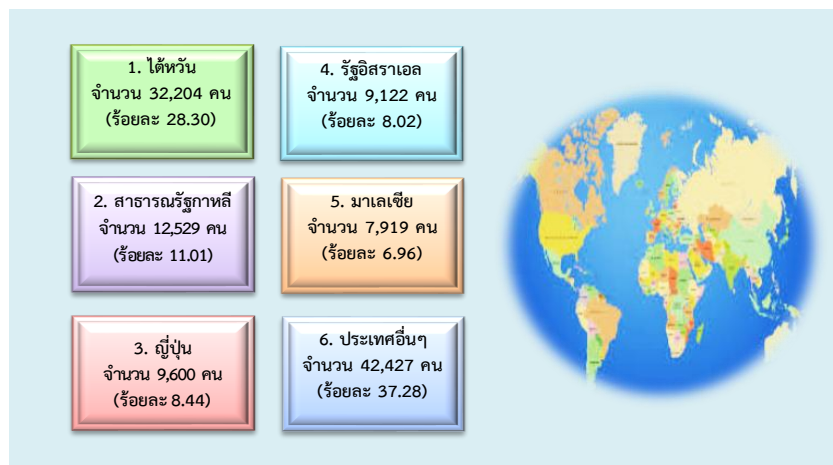 1. ไต้หวัน
จำนวน 32,204 คน
(ร้อยละ 28.30)
2. สาธารณรัฐกาหลี
จำนวน 12,529 คน
(ร้อยละ 11.01)
3. ญี่ปุ่น
จำนวน 9,600 คน
(ร้อยละ 8.44)
4. รัฐอิสราเอล
จำนวน 9,122 คน
(ร้อยละ 8.02)
5. มาเลเซีย
จำนวน 7,919 คน
(ร้อยละ 6.96)
6. ประเทศอื่นๆ
จำนวน 42,427 คน
(ร้อยละ 37.28)